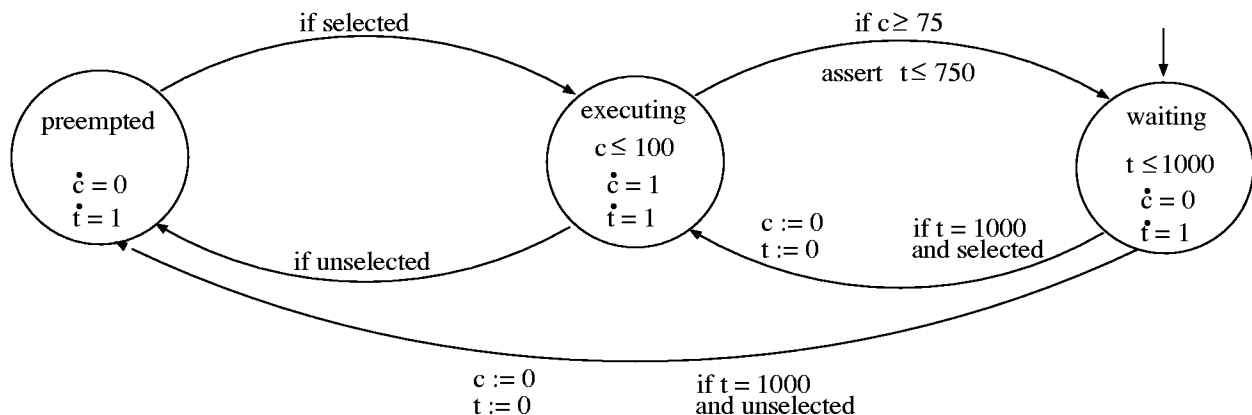 if selected
if c ≥ 75
assert t ≤ 750
preempted
ċ = 0
ṫ = 1
executing
c ≤ 100
ċ = 1
ṫ = 1
waiting
t ≤ 1000
ċ = 0
ṫ = 1
if unselected
c := 0
t := 0
if t = 1000
and selected
c := 0
t := 0
if t = 1000
and unselected